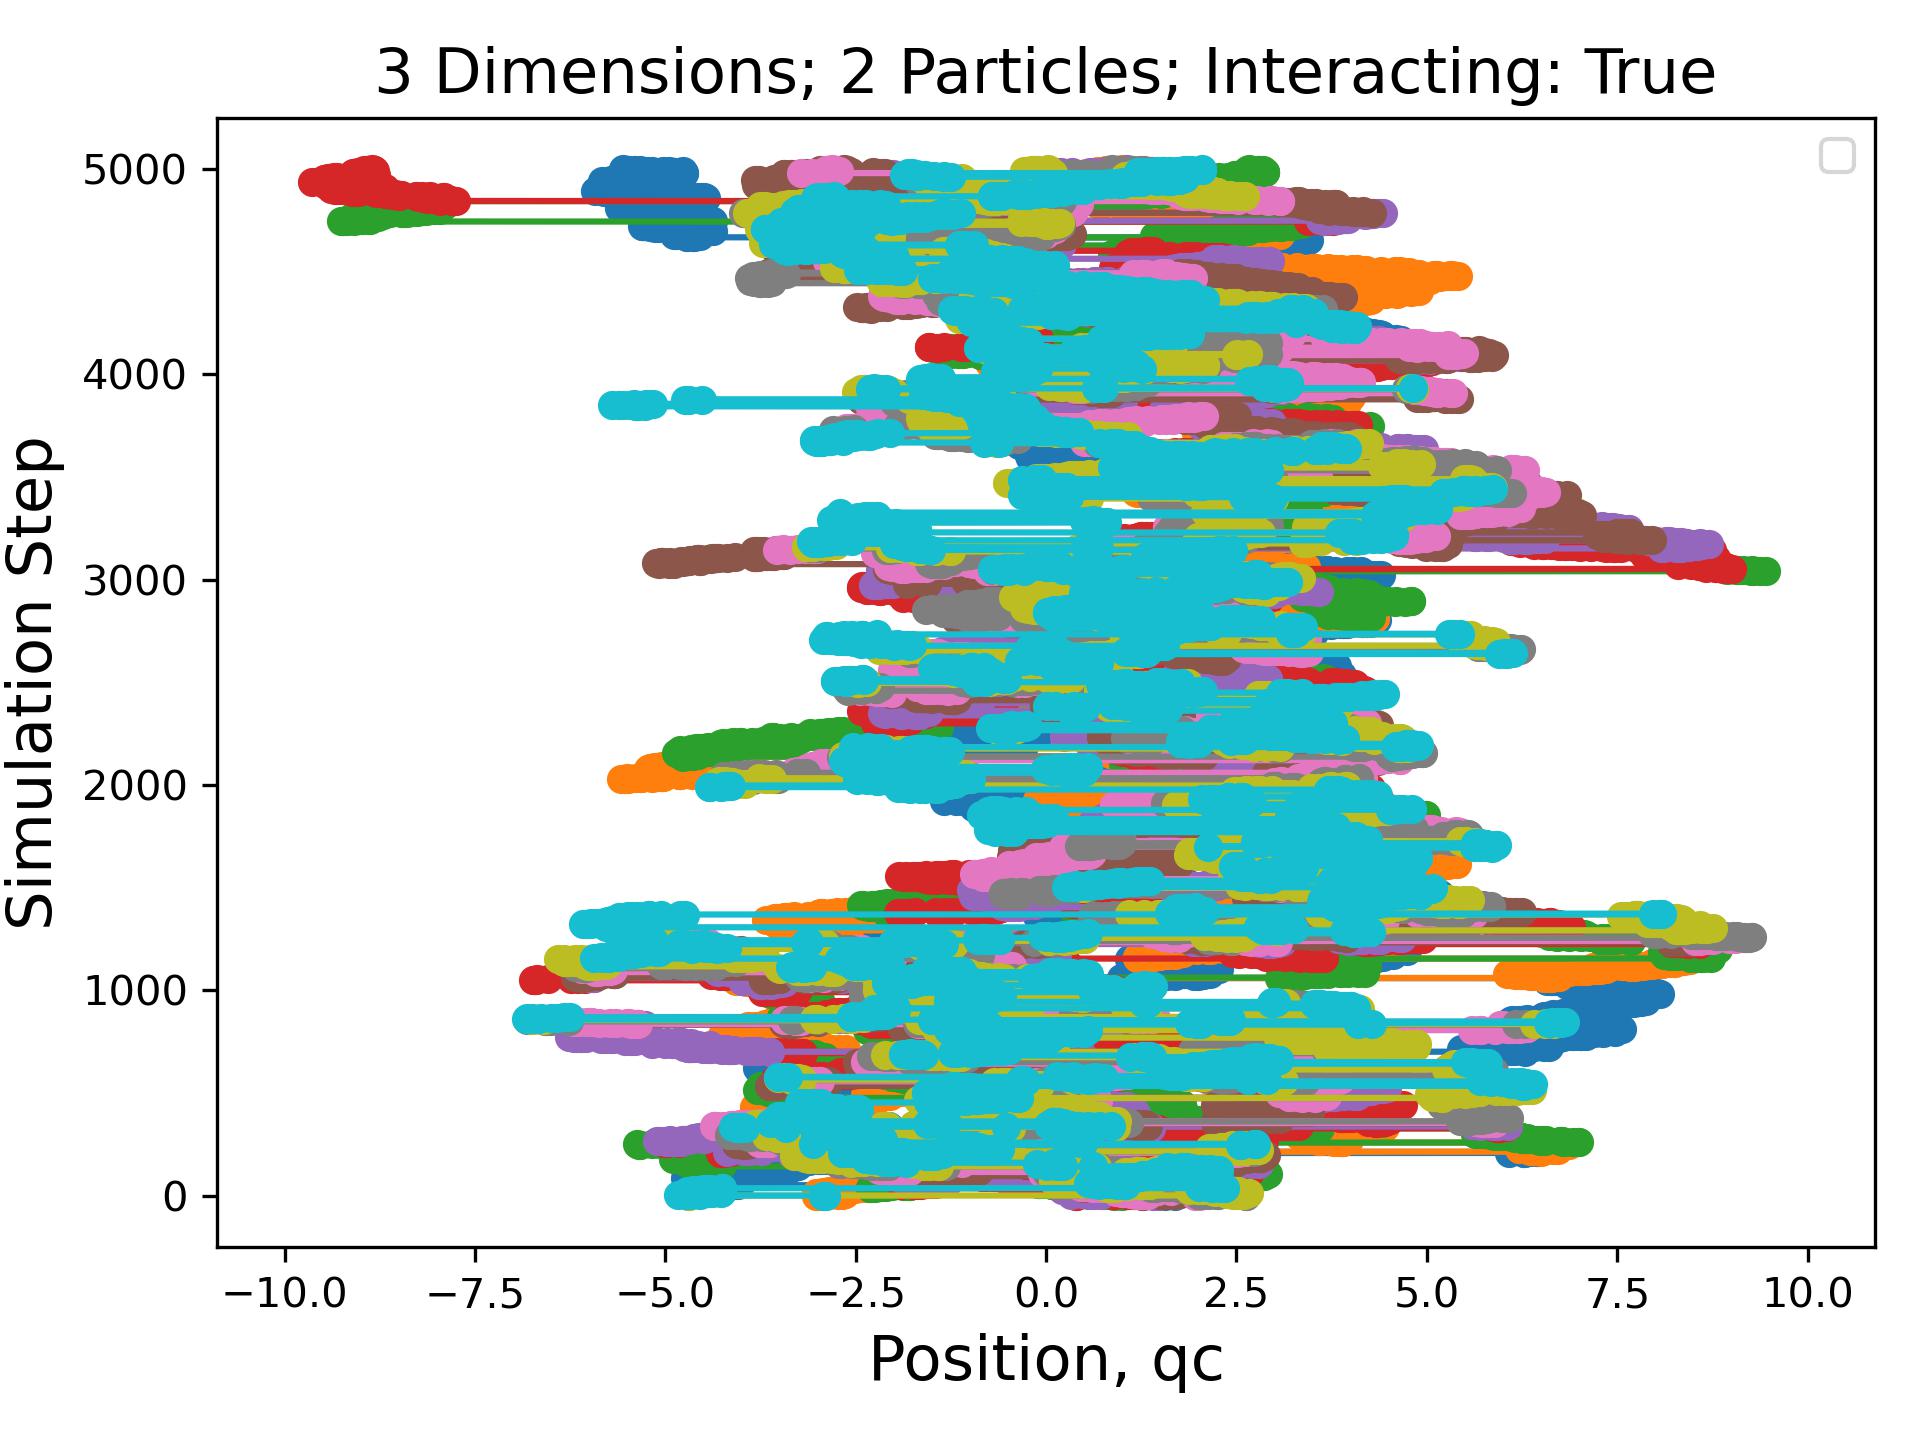 3 Dimensions; 2 Particles; Interacting: True
5000
4000
3000
2000
1000
0
Simulation Step
−10.0 −7.5 −5.0 −2.5 0.0 2.5 5.0 7.5 10.0
Position, qc